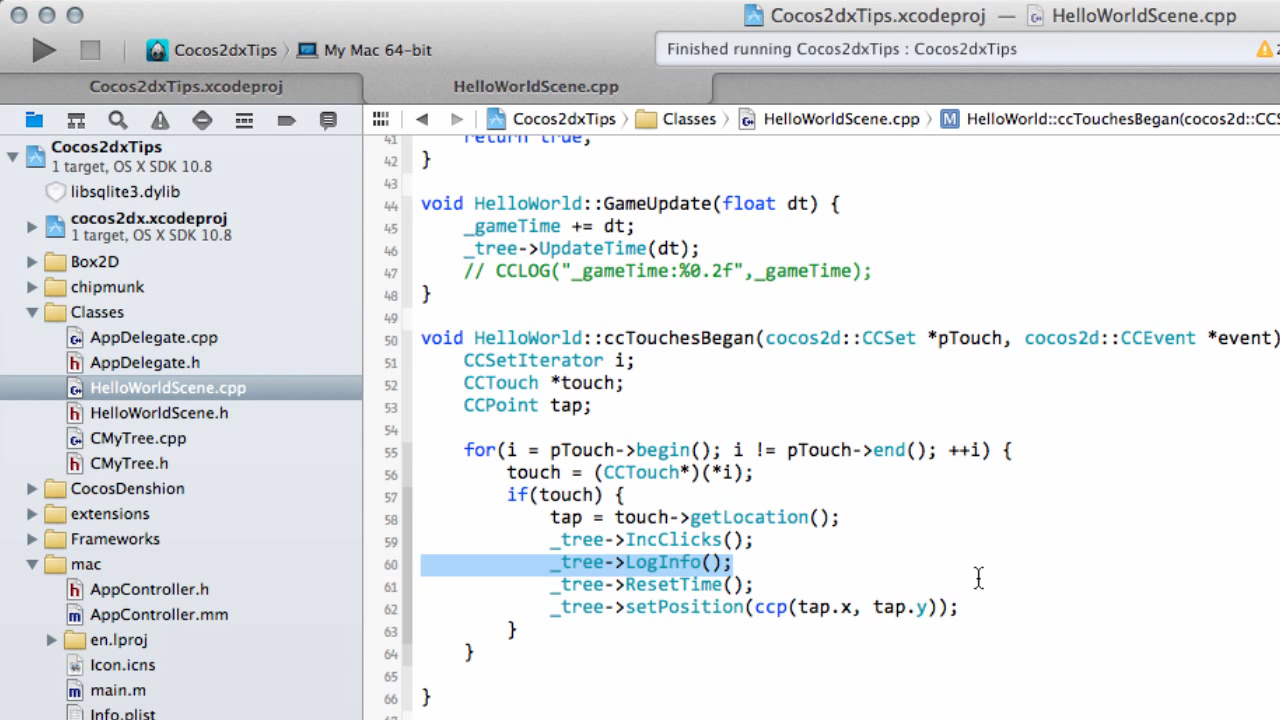 Cocos2dxTips.xcodeproj — HelloWorldScene.cpp
Cocos2dxTips 〉 My Mac 64-bit
Finished running Cocos2dxTips : Cocos2dxTips
2
Cocos2dxTips.xcodeproj
HelloWorldScene.cpp
Cocos2dxTips 〉 Classes 〉 HelloWorldScene.cpp 〉 M HelloWorld::ccTouchesBegan(cocos2d::CCS
Cocos2dxTips
1 target, OS X SDK 10.8
libsqlite3.dylib
cocos2dx.xcodeproj
1 target, OS X SDK 10.8
Box2D
chipmunk
Classes
AppDelegate.cpp
AppDelegate.h
HelloWorldScene.cpp
HelloWorldScene.h
CMyTree.cpp
CMyTree.h
CocosDenshion
extensions
Frameworks
mac
AppController.h
AppController.mm
en.lproj
Icon.icns
main.m
Info.plist
41 return true;
42 }
43
44 void HelloWorld::GameUpdate(float dt) {
45 _gameTime += dt;
46 _tree->UpdateTime(dt);
47 // CCLOG("_gameTime:%0.2f",_gameTime);
48 }
49
50 void HelloWorld::ccTouchesBegan(cocos2d::CCSet *pTouch, cocos2d::CCEvent *event)
51 CCSetIterator i;
52 CCTouch *touch;
53 CCPoint tap;
54
55 for(i = pTouch->begin(); i != pTouch->end(); ++i) {
56 touch = (CCTouch*)(*i);
57 if(touch) {
58 tap = touch->getLocation();
59 _tree->IncClicks();
60 _tree->LogInfo();
61 _tree->ResetTime();
62 _tree->setPosition(ccp(tap.x, tap.y));
63 }
64 }
65
66 }